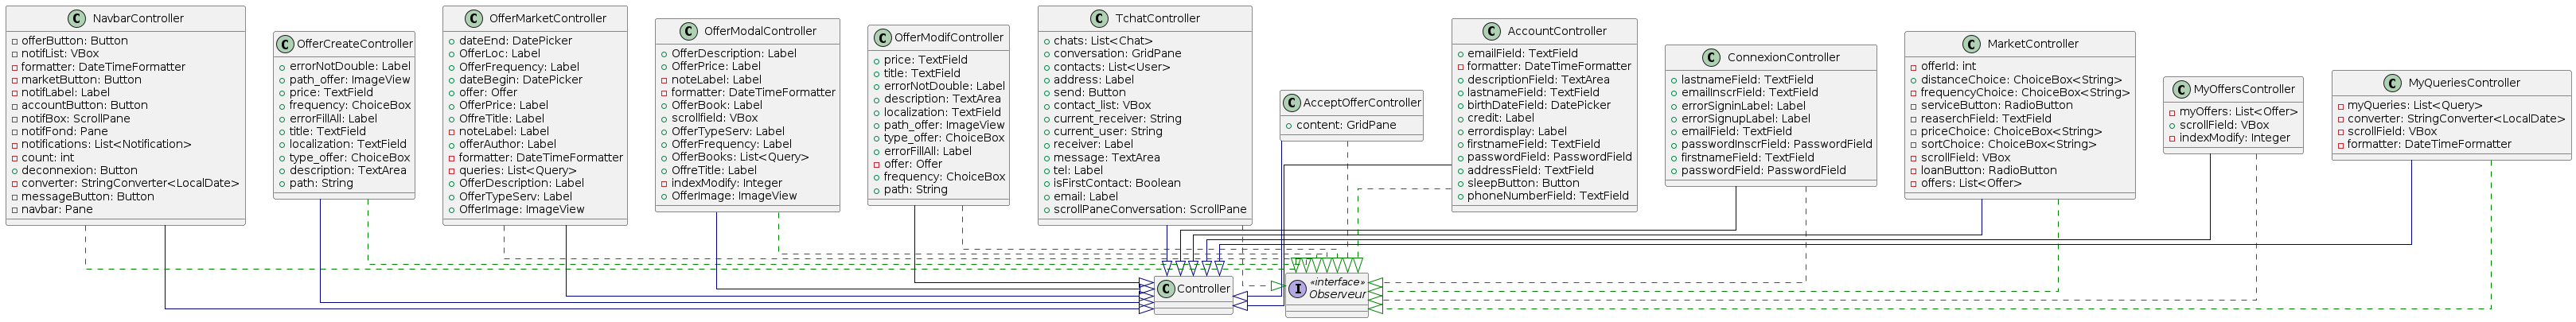 NavbarController
offerButton: Button
notifList: VBox
formatter: DateTimeFormatter
marketButton: Button
notifLabel: Label
accountButton: Button
notifBox: ScrollPane
notifFond: Pane
notifications: List<Notification>
count: int
deconnexion: Button
converter: StringConverter<LocalDate>
messageButton: Button
navbar: Pane
OfferCreateController
errorNotDouble: Label
path_offer: ImageView
price: TextField
frequency: ChoiceBox
errorFillAll: Label
title: TextField
localization: TextField
type_offer: ChoiceBox
description: TextArea
path: String
OfferMarketController
dateEnd: DatePicker
OfferLoc: Label
OfferFrequency: Label
dateBegin: DatePicker
offer: Offer
OfferPrice: Label
OffreTitle: Label
noteLabel: Label
offerAuthor: Label
formatter: DateTimeFormatter
queries: List<Query>
OfferDescription: Label
OfferTypeServ: Label
OfferImage: ImageView
OfferModalController
OfferDescription: Label
OfferPrice: Label
noteLabel: Label
formatter: DateTimeFormatter
OfferBook: Label
scrollfield: VBox
OfferTypeServ: Label
OfferFrequency: Label
OfferBooks: List<Query>
OffreTitle: Label
indexModify: Integer
OfferImage: ImageView
OfferModifController
price: TextField
title: TextField
errorNotDouble: Label
description: TextArea
localization: TextField
path_offer: ImageView
type_offer: ChoiceBox
errorFillAll: Label
offer: Offer
frequency: ChoiceBox
path: String
TchatController
chats: List<Chat>
conversation: GridPane
contacts: List<User>
address: Label
send: Button
contact_list: VBox
current_receiver: String
current_user: String
receiver: Label
message: TextArea
tel: Label
isFirstContact: Boolean
email: Label
scrollPaneConversation: ScrollPane
AcceptOfferController
content: GridPane
AccountController
emailField: TextField
formatter: DateTimeFormatter
descriptionField: TextArea
lastnameField: TextField
birthDateField: DatePicker
credit: Label
errordisplay: Label
firstnameField: TextField
passwordField: PasswordField
addressField: TextField
sleepButton: Button
phoneNumberField: TextField
ConnexionController
lastnameField: TextField
emailInscrField: TextField
errorSigninLabel: Label
errorSignupLabel: Label
emailField: TextField
passwordInscrField: PasswordField
firstnameField: TextField
passwordField: PasswordField
MarketController
offerId: int
distanceChoice: ChoiceBox<String>
frequencyChoice: ChoiceBox<String>
serviceButton: RadioButton
reaserchField: TextField
priceChoice: ChoiceBox<String>
sortChoice: ChoiceBox<String>
scrollField: VBox
loanButton: RadioButton
offers: List<Offer>
MyOffersController
myOffers: List<Offer>
scrollField: VBox
indexModify: Integer
MyQueriesController
myQueries: List<Query>
converter: StringConverter<LocalDate>
scrollField: VBox
formatter: DateTimeFormatter
Controller
«interface»
Observeur